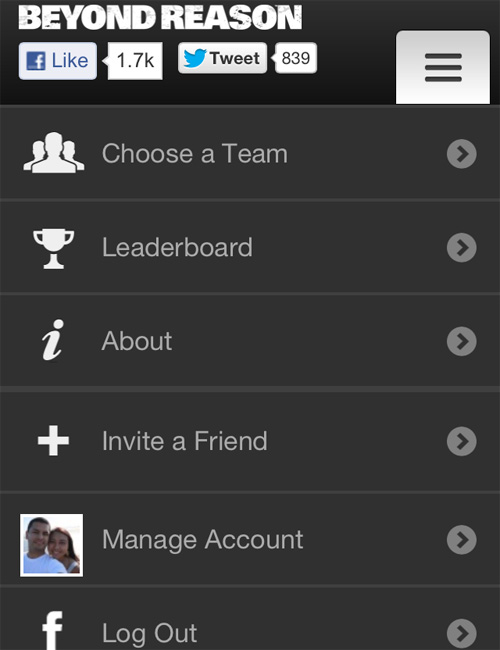 BEYOND REASON
Like 1.7k Tweet 839
Choose a Team
Leaderboard
About
Invite a Friend
Manage Account
Log Out